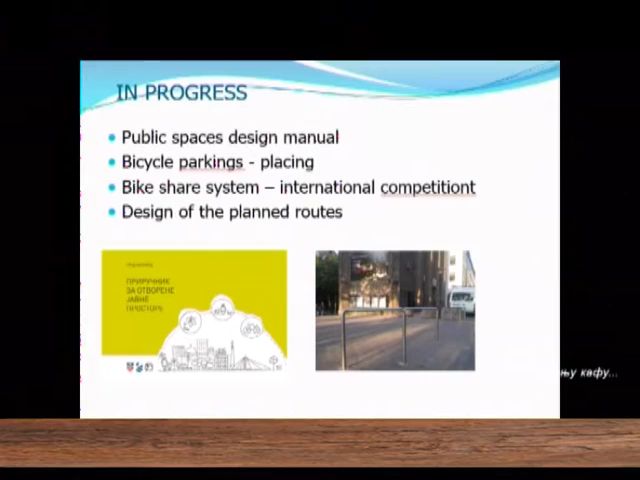 IN PROGRESS
Public spaces design manual
Bicycle parkings - placing
Bike share system – international competitiont
Design of the planned routes
ПРИРУЧНИК
ЗА ОТВОРЕНЕ
ЈАВНЕ
ПРОСТОРЕ
њу кафу...